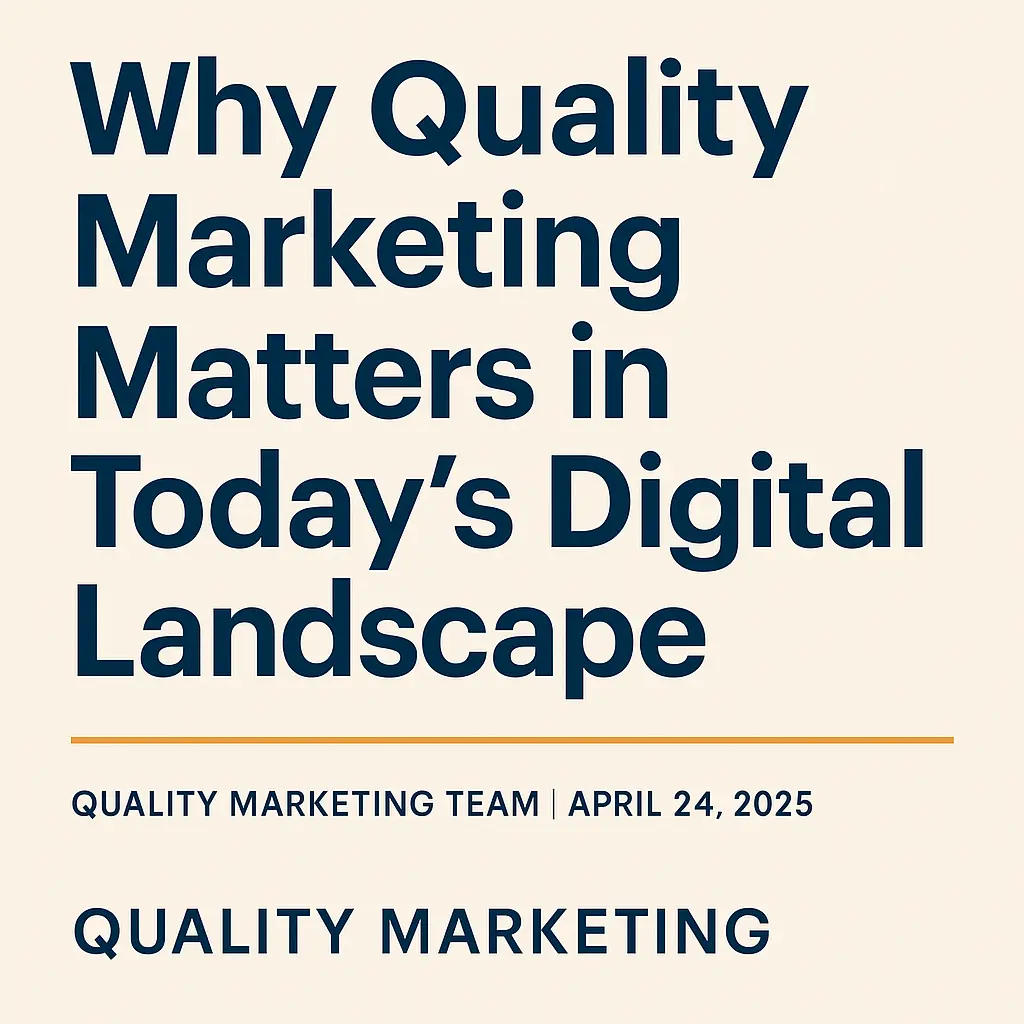 Why Quality
Marketing
Matters in
Today’s Digital
Landscape
QUALITY MARKETING TEAM | APRIL 24, 2025
QUALITY MARKETING